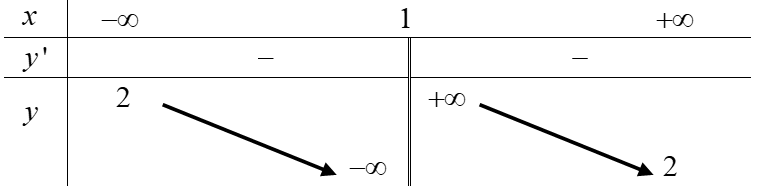 x −∞ 1 +∞
y' − −
y 2 +∞
−∞ 2